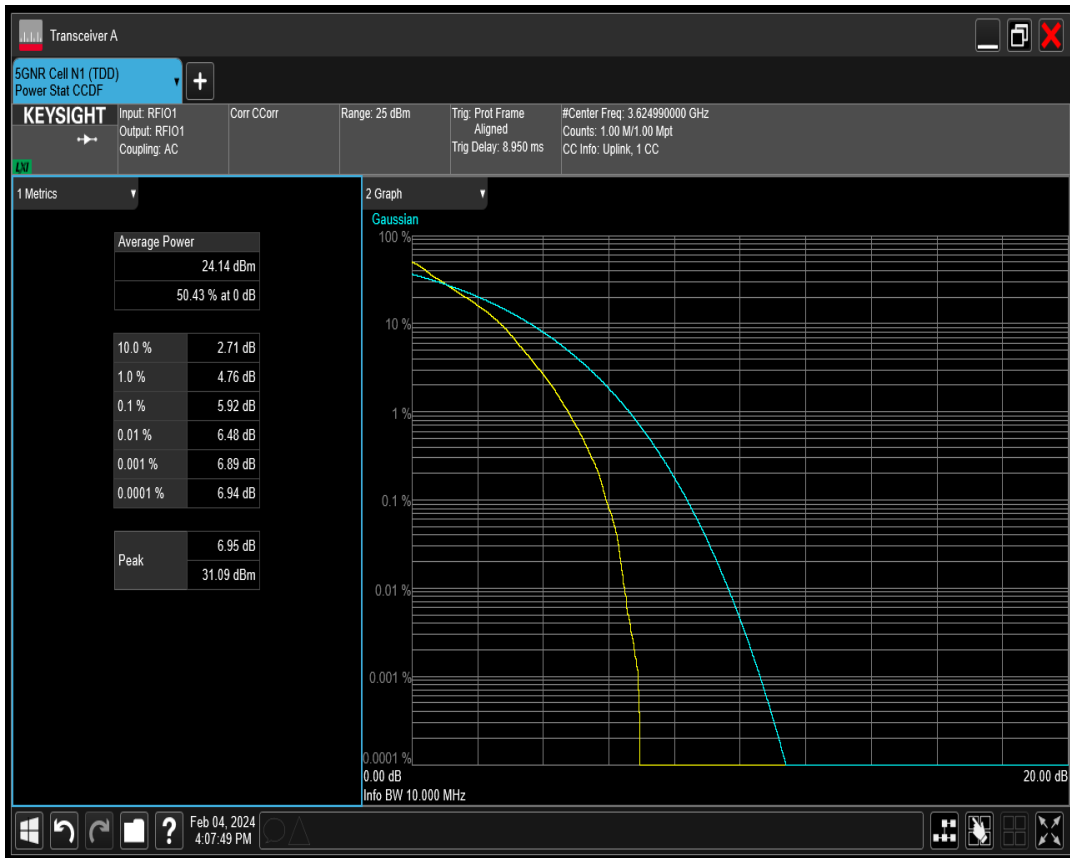 Transceiver A
5GNR Cell N1 (TDD)
Power Stat CCDF
+
KEYSIGHT
LXI
Input: RFIO1
Output: RFIO1
Coupling: AC
Corr CCorr
Range: 25 dBm
Trig: Prot Frame
Aligned
Trig Delay: 8.950 ms
#Center Freq: 3.624990000 GHz
Counts: 1.00 M/1.00 Mpt
CC Info: Uplink, 1 CC
1 Metrics
Average Power
24.14 dBm
50.43 % at 0 dB
10.0 % 2.71 dB
1.0 % 4.76 dB
0.1 % 5.92 dB
0.01 % 6.48 dB
0.001 % 6.89 dB
0.0001 % 6.94 dB
Peak 6.95 dB
31.09 dBm
2 Graph
Gaussian
100 %
10 %
1 %
0.1 %
0.01 %
0.001 %
0.0001 %
0.00 dB 20.00 dB
Info BW 10.000 MHz
?
Feb 04, 2024
4:07:49 PM